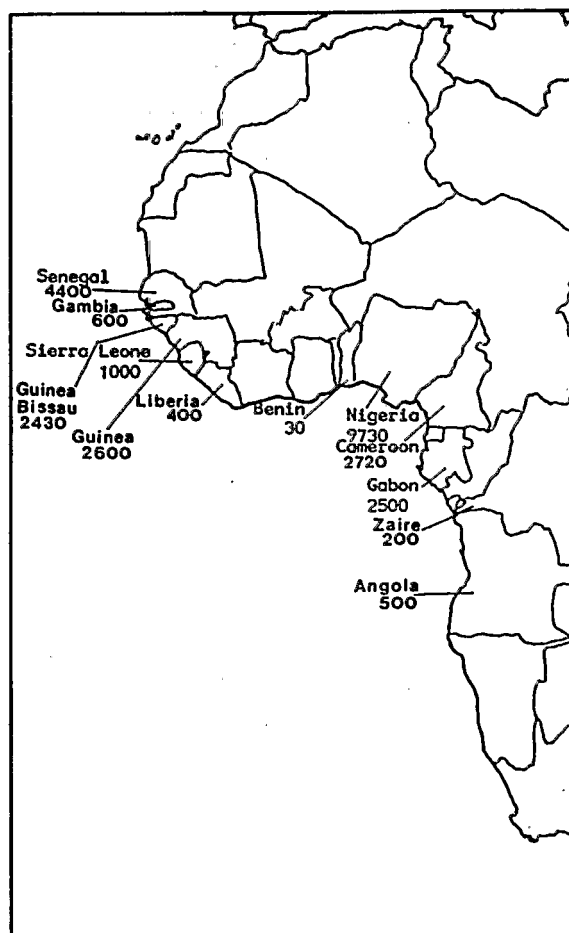 Senegal
4400
Gambia
600
Sierra Leone
1000
Guinea
Bissau
2430
Guinea
2600
Liberia
400
Benin
30
Nigeria
9730
Cameroon
2720
Gabon
2500
Zaire
200
Angola
500